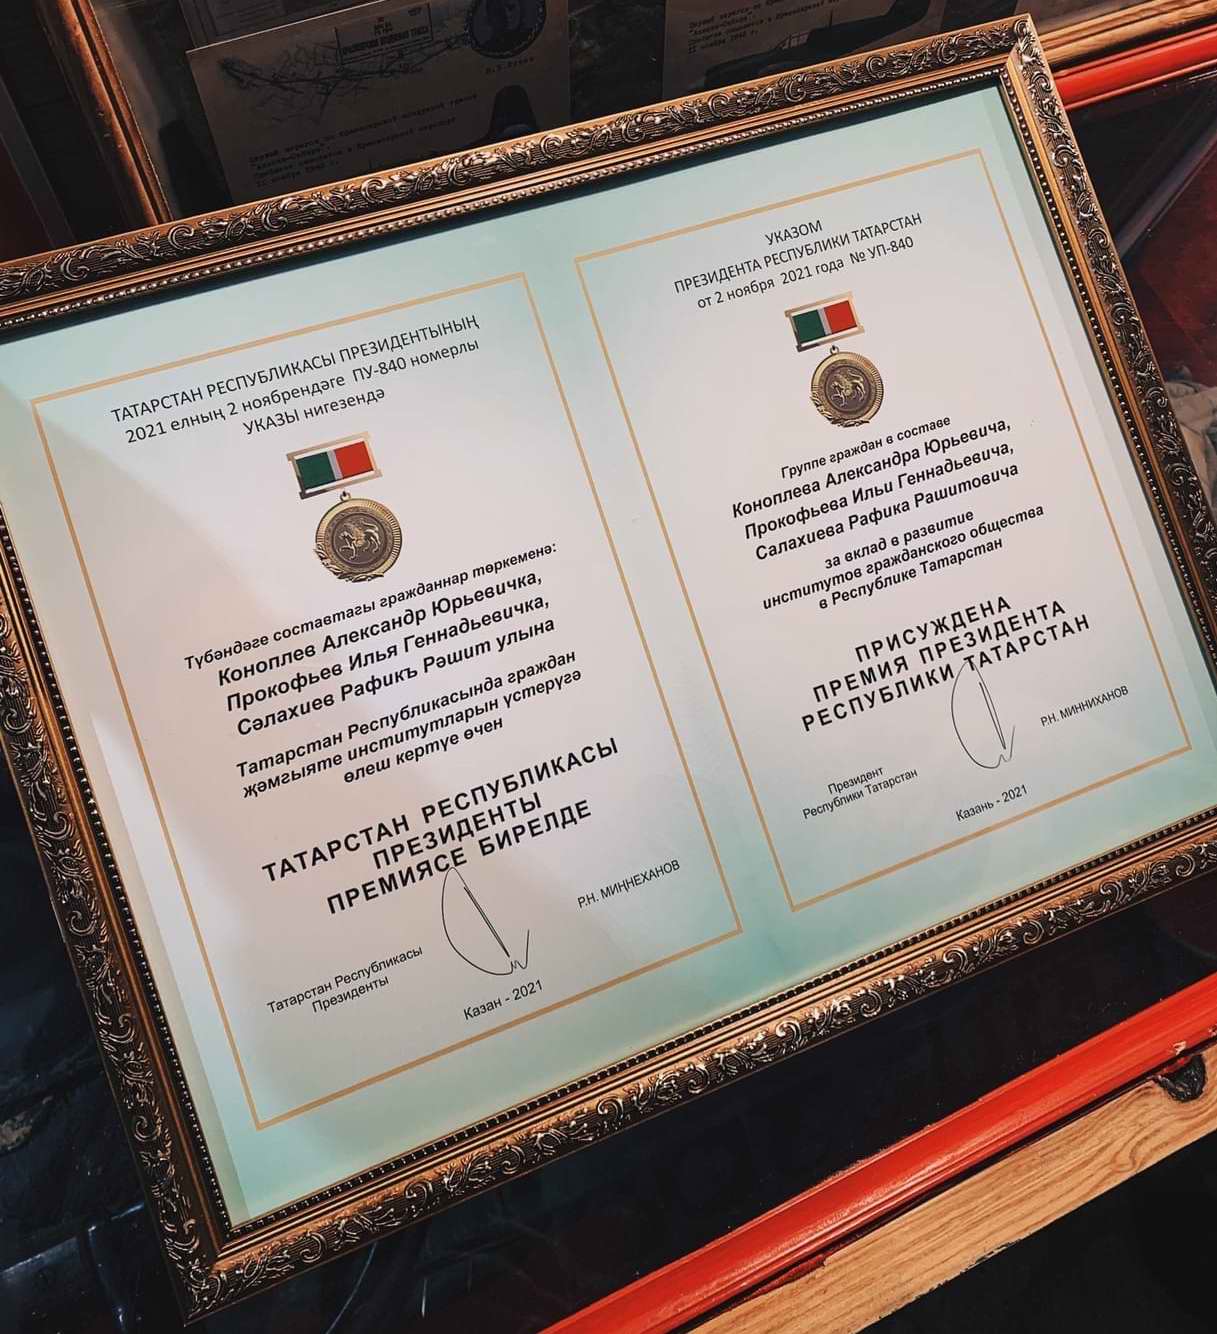 ТАТАРСТАН РЕСПУБЛИКАСЫ ПРЕЗИДЕНТЫНЫҢ
2021 елның 2 ноябрендәге ПУ-840 номерлы
УКАЗЫ нигезендә
Түбәндәге составтагы гражданнар төркеменә:
Коноплев Александр Юрьевичка,
Прокофьев Илья Геннадьевичка,
Сәлахиев Рафикъ Рәшит улына
Татарстан Республикасында граждан
җәмгыяте институтларын үстерүгә
өлеш кертүе өчен
ТАТАРСТАН РЕСПУБЛИКАСЫ
ПРЕЗИДЕНТЫ
ПРЕМИЯСЕ БИРЕЛДЕ
Татарстан Республикасы
Президенты
Р.Н. МИҢНЕХАНОВ
Казан - 2021
УКАЗОМ
ПРЕЗИДЕНТА РЕСПУБЛИКИ ТАТАРСТАН
от 2 ноября 2021 года № УП-840
Группе граждан в составе
Коноплева Александра Юрьевича,
Прокофьева Ильи Геннадьевича,
Салахиева Рафика Рашитовича
за вклад в развитие
институтов гражданского общества
в Республике Татарстан
ПРИСУЖДЕНА
ПРЕМИЯ ПРЕЗИДЕНТА
РЕСПУБЛИКИ ТАТАРСТАН
Президент
Республики Татарстан
Р.Н. МИННИХАНОВ
Казань - 2021